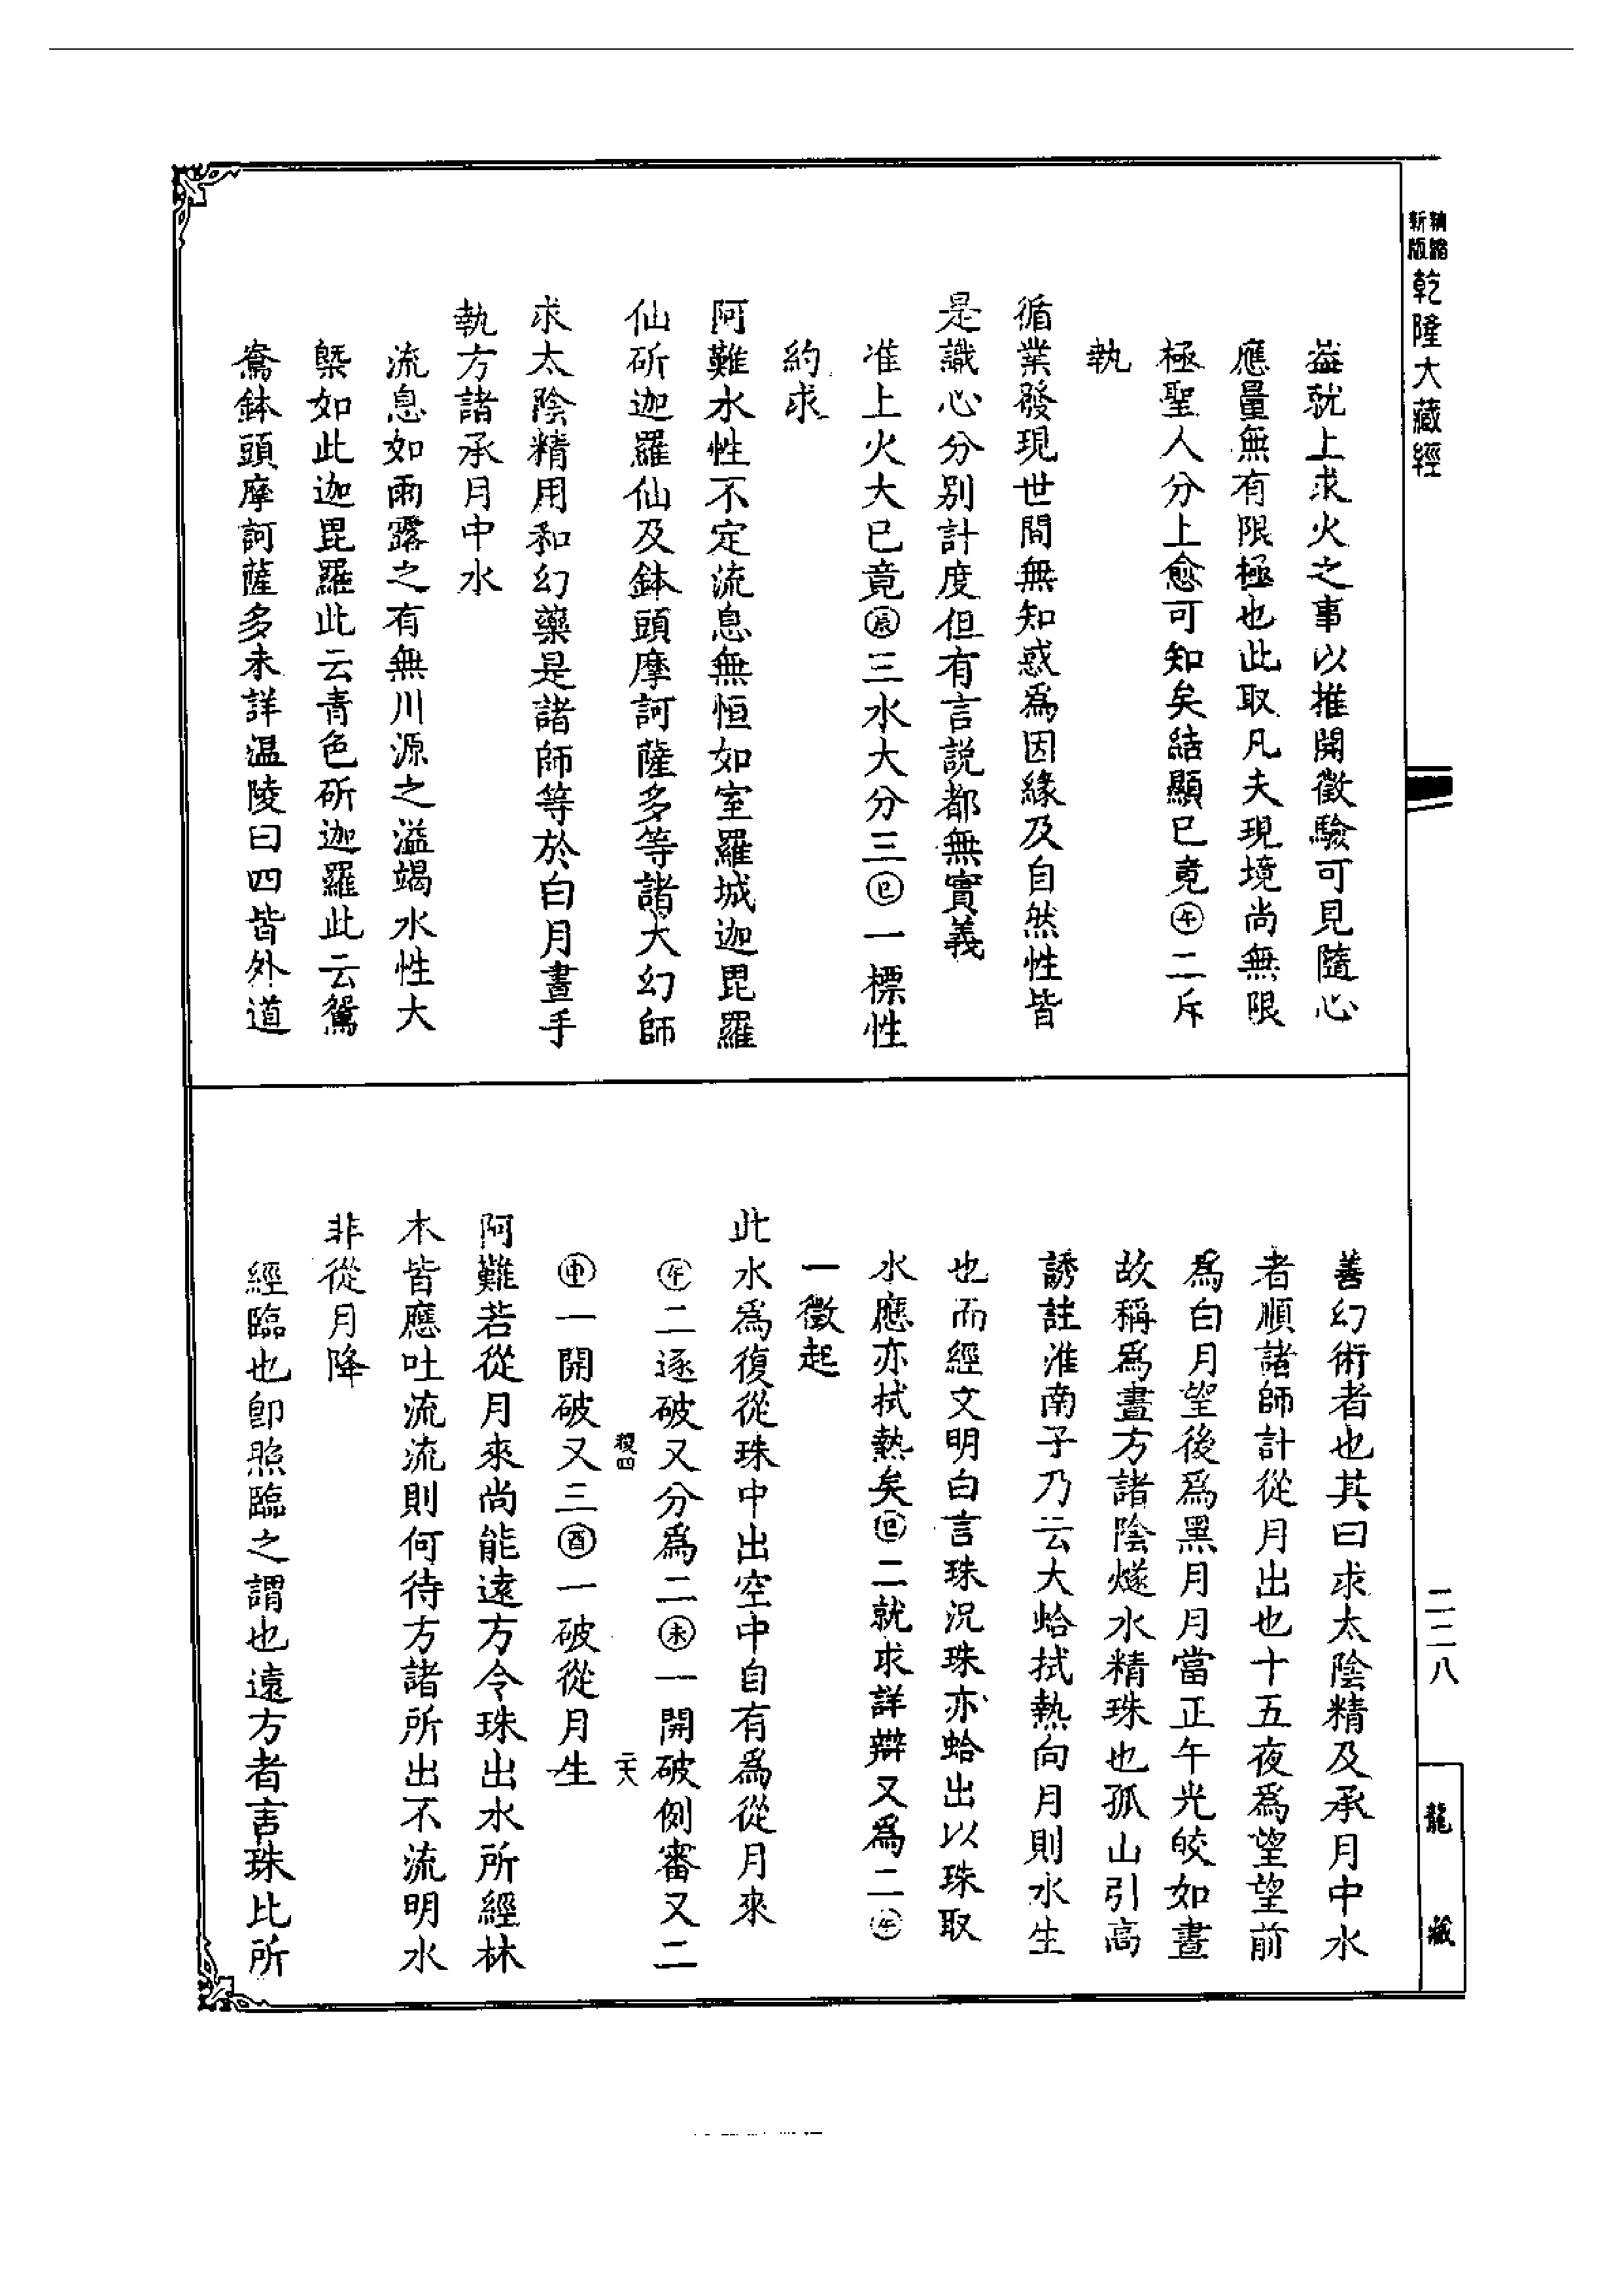 精縮新版乾隆大藏經
葢就上求火之事以推開徵驗可見隨心
應量無有限極也此取凡夫現境尚無限
極聖人分上愈可知矣結顯已竟㊉午二斥
執
循業發現世間無知惑爲因緣及自然性皆
是識心分別計度但有言説都無實義
准上火大已竟辰三水大分三巳一標性
約求
阿難水性不定流息無恒如室羅城迦毘羅
仙斫迦羅仙及鉢頭摩訶薩多等諸大幻師
求太陰精用和幻藥是諸師等於白月晝手
執方諸承月中水
流息如雨露之有無川源之溢竭水性大
槩如此迦毘羅此云青色斫迦羅此云鴛
鴦鉢頭摩訶薩多未詳温陵曰四皆外道
善幻術者也其曰求太陰精及承月中水
者順諸師計從月出也十五夜爲望望前
爲白月望後爲黑月月當正午光皎如晝
故稱爲晝方諸陰燧水精珠也孤山引高
誘註淮南子乃云大蛤拭熱向月則水生
也而經文明白言珠況珠亦蛤出以珠取
水應亦拭熱矣巳二就求詳辯又爲二午
一徵起
此水爲復從珠中出空中自有爲從月來
午二逐破又分爲二未一開破例審又二
稷四 二六
申一開破又三酉一破從月生
阿難若從月來尚能遠方令珠出水所經林
木皆應吐流流則何待方諸所出不流明水
非從月降
經臨也卽照臨之謂也遠方者言珠比所
二二八
龍藏